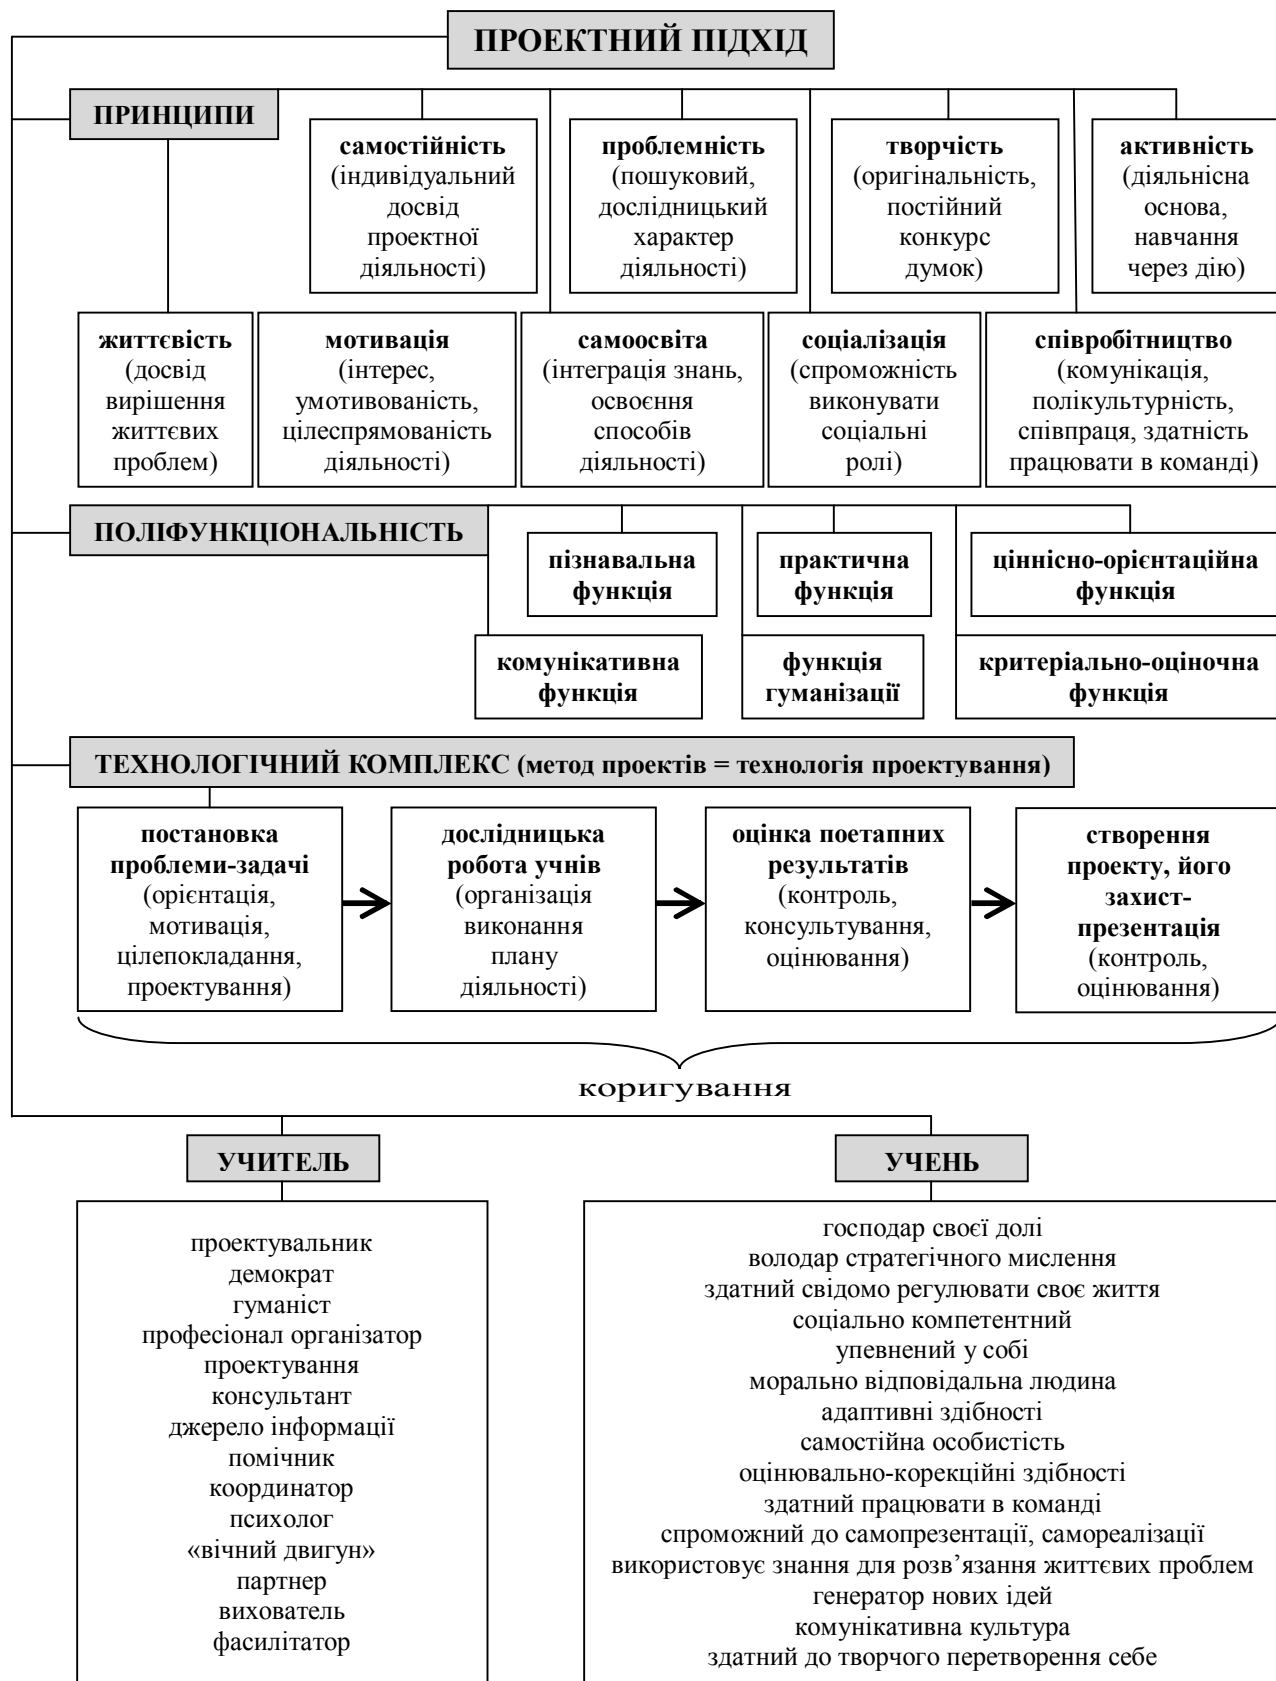 ПРОЕКТНИЙ ПІДХІД
ПРИНЦИПИ
самостійність
(індивідуальний
досвід
проектної
діяльності)
проблемність
(пошуковий,
дослідницький
характер
діяльності)
творчість
(оригінальність,
постійний
конкурс
думок)
активність
(діяльнісна
основа,
навчання
через дію)
життєвість
(досвід
вирішення
життєвих
проблем)
мотивація
(інтерес,
умотивованість,
цілеспрямованість
діяльності)
самоосвіта
(інтеграція знань,
освоєння
способів
діяльності)
соціалізація
(спроможність
виконувати
соціальні
ролі)
співробітництво
(комунікація,
полікультурність,
співпраця, здатність
працювати в команді)
ПОЛІФУНКЦІОНАЛЬНІСТЬ
пізнавальна
функція
практична
функція
ціннісно-орієнтаційна
функція
комунікативна
функція
функція
гуманізації
критеріально-оціночна
функція
ТЕХНОЛОГІЧНИЙ КОМПЛЕКС (метод проектів = технологія проектування)
постановка
проблеми-задачі
(орієнтація,
мотивація,
цілепокладання,
проектування)
дослідницька
робота учнів
(організація
виконання
плану
діяльності)
оцінка поетапних
результатів
(контроль,
консультування,
оцінювання)
створення
проекту, його
захист-
презентація
(контроль,
оцінювання)
коригування
УЧИТЕЛЬ
проектувальник
демократ
гуманіст
професіонал організатор
проектування
консультант
джерело інформації
помічник
координатор
психолог
«вічний двигун»
партнер
вихователь
фасилітатор
УЧЕНЬ
господар своєї долі
володар стратегічного мислення
здатний свідомо регулювати своє життя
соціально компетентний
упевнений у собі
морально відповідальна людина
адаптивні здібності
самостійна особистість
оцінювально-корекційні здібності
здатний працювати в команді
спроможний до самопрезентації, самореалізації
використовує знання для розв’язання життєвих проблем
генератор нових ідей
комунікативна культура
здатний до творчого перетворення себе